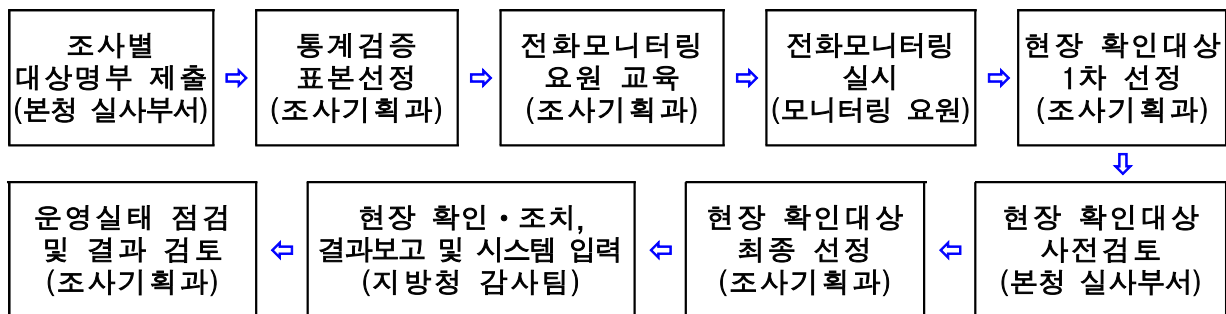 조사별
대상명부 제출
(본청 실사부서)
통계검증
표본선정
(조사기획과)
전화모니터링
요원 교육
(조사기획과)
전화모니터링
실시
(모니터링 요원)
현장 확인대상
1차 선정
(조사기획과)
현장 확인대상
사전검토
(본청 실사부서)
현장 확인대상
최종 선정
(조사기획과)
현장 확인·조치,
결과보고 및 시스템 입력
(지방청 감사팀)
운영실태 점검
및 결과 검토
(조사기획과)